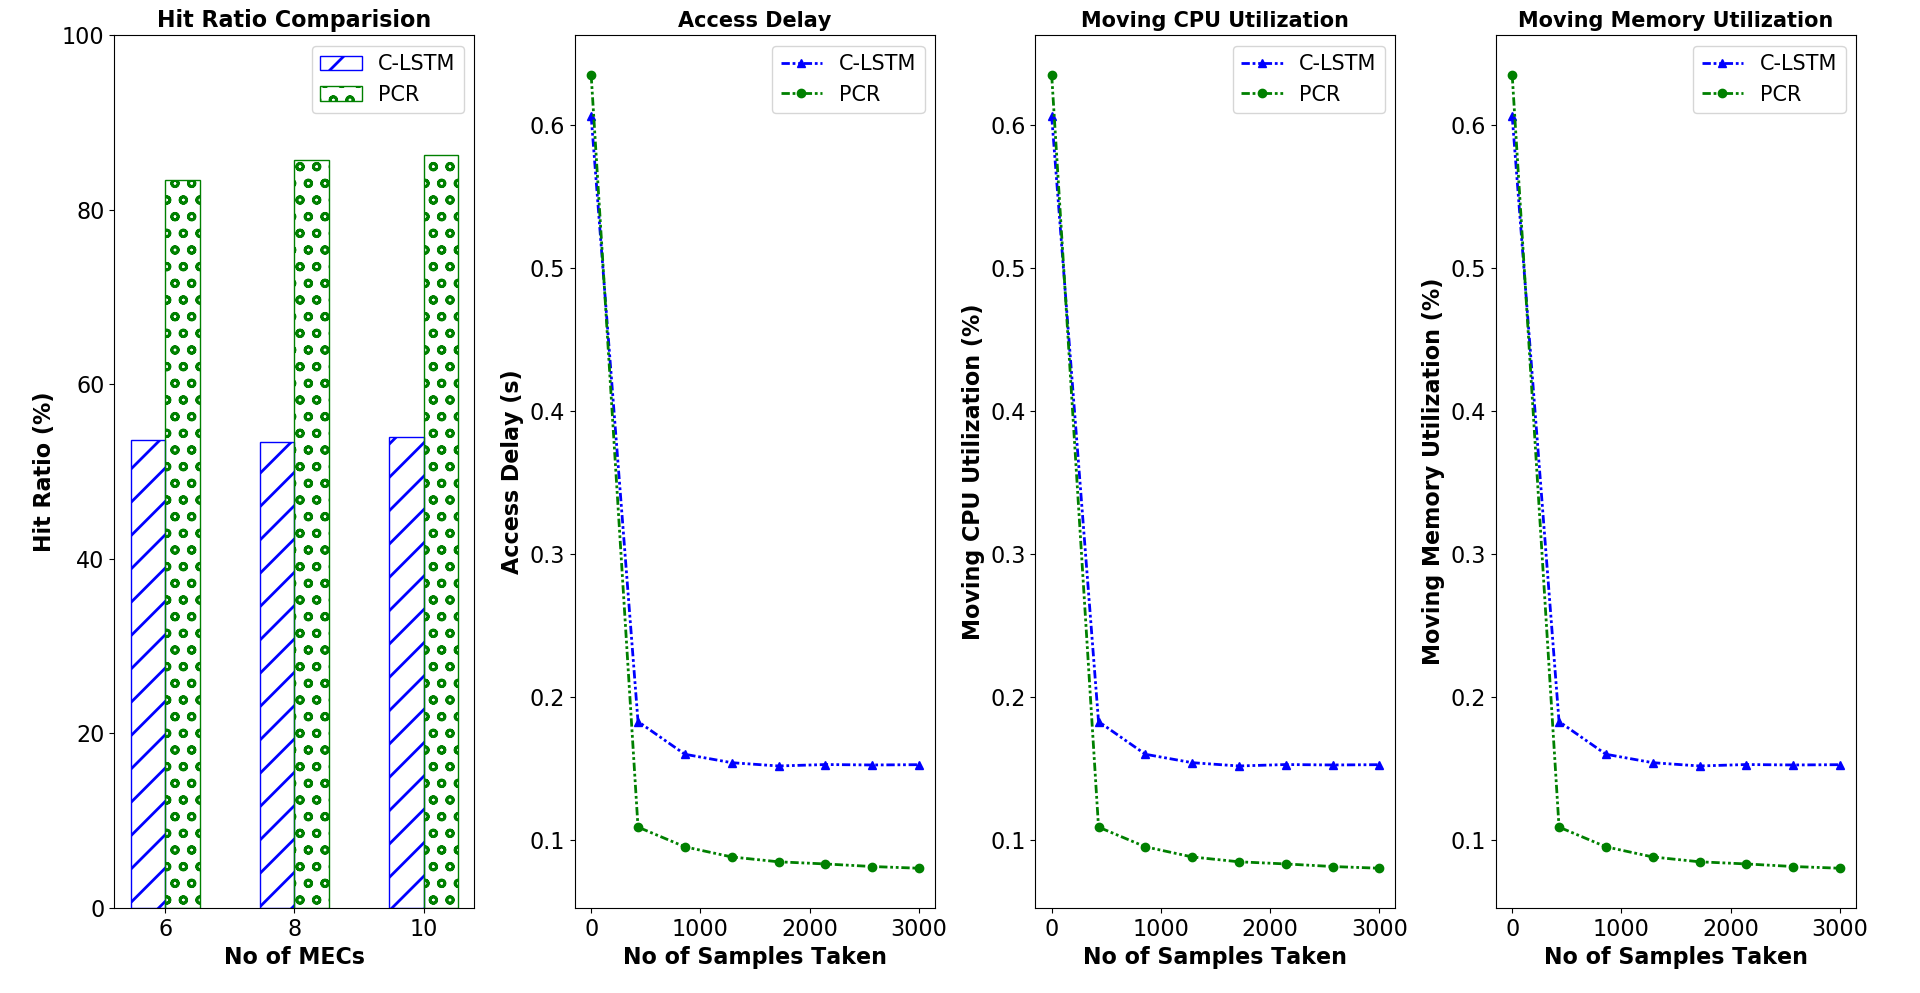 Hit Ratio Comparision
C-LSTM
PCR
100
80
60
40
20
0
6
8
10
Hit Ratio (%)
No of MECs
Access Delay
C-LSTM
PCR
0.6
0.5
0.4
0.3
0.2
0.1
0
1000
2000
3000
Access Delay (s)
No of Samples Taken
Moving CPU Utilization
C-LSTM
PCR
0.6
0.5
0.4
0.3
0.2
0.1
0
1000
2000
3000
Moving CPU Utilization (%)
No of Samples Taken
Moving Memory Utilization
C-LSTM
PCR
0.6
0.5
0.4
0.3
0.2
0.1
0
1000
2000
3000
Moving Memory Utilization (%)
No of Samples Taken